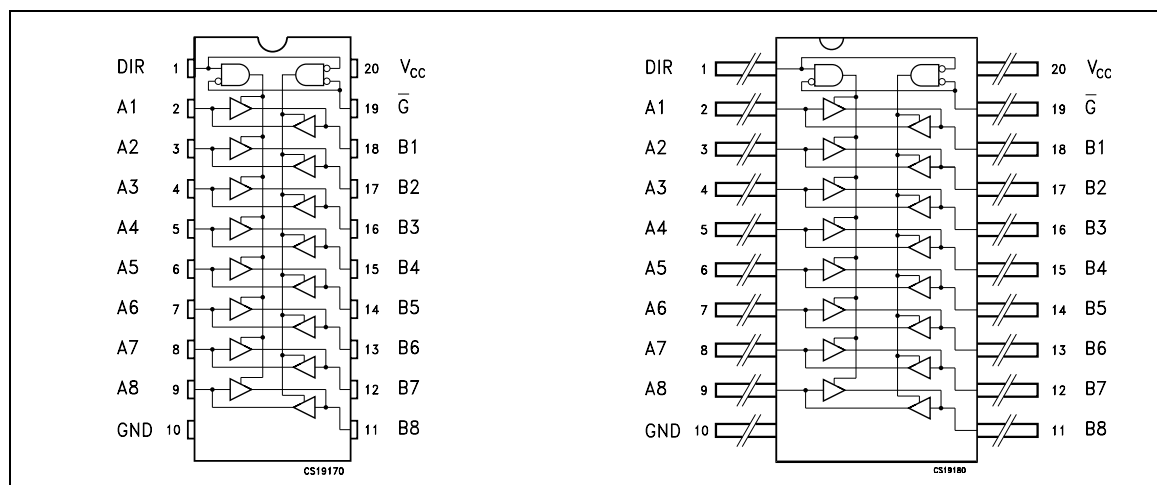 DIR 1 20 VCC
A1 2 19 G̅
A2 3 18 B1
A3 4 17 B2
A4 5 16 B3
A5 6 15 B4
A6 7 14 B5
A7 8 13 B6
A8 9 12 B7
GND 10 11 B8
CS19170
DIR 1 20 VCC
A1 2 19 G̅
A2 3 18 B1
A3 4 17 B2
A4 5 16 B3
A5 6 15 B4
A6 7 14 B5
A7 8 13 B6
A8 9 12 B7
GND 10 11 B8
CS19180